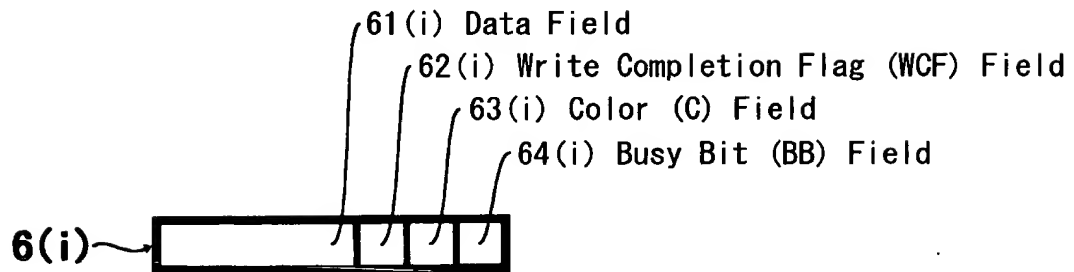 61(i) Data Field
62(i) Write Completion Flag (WCF) Field
63(i) Color (C) Field
64(i) Busy Bit (BB) Field
6(i)